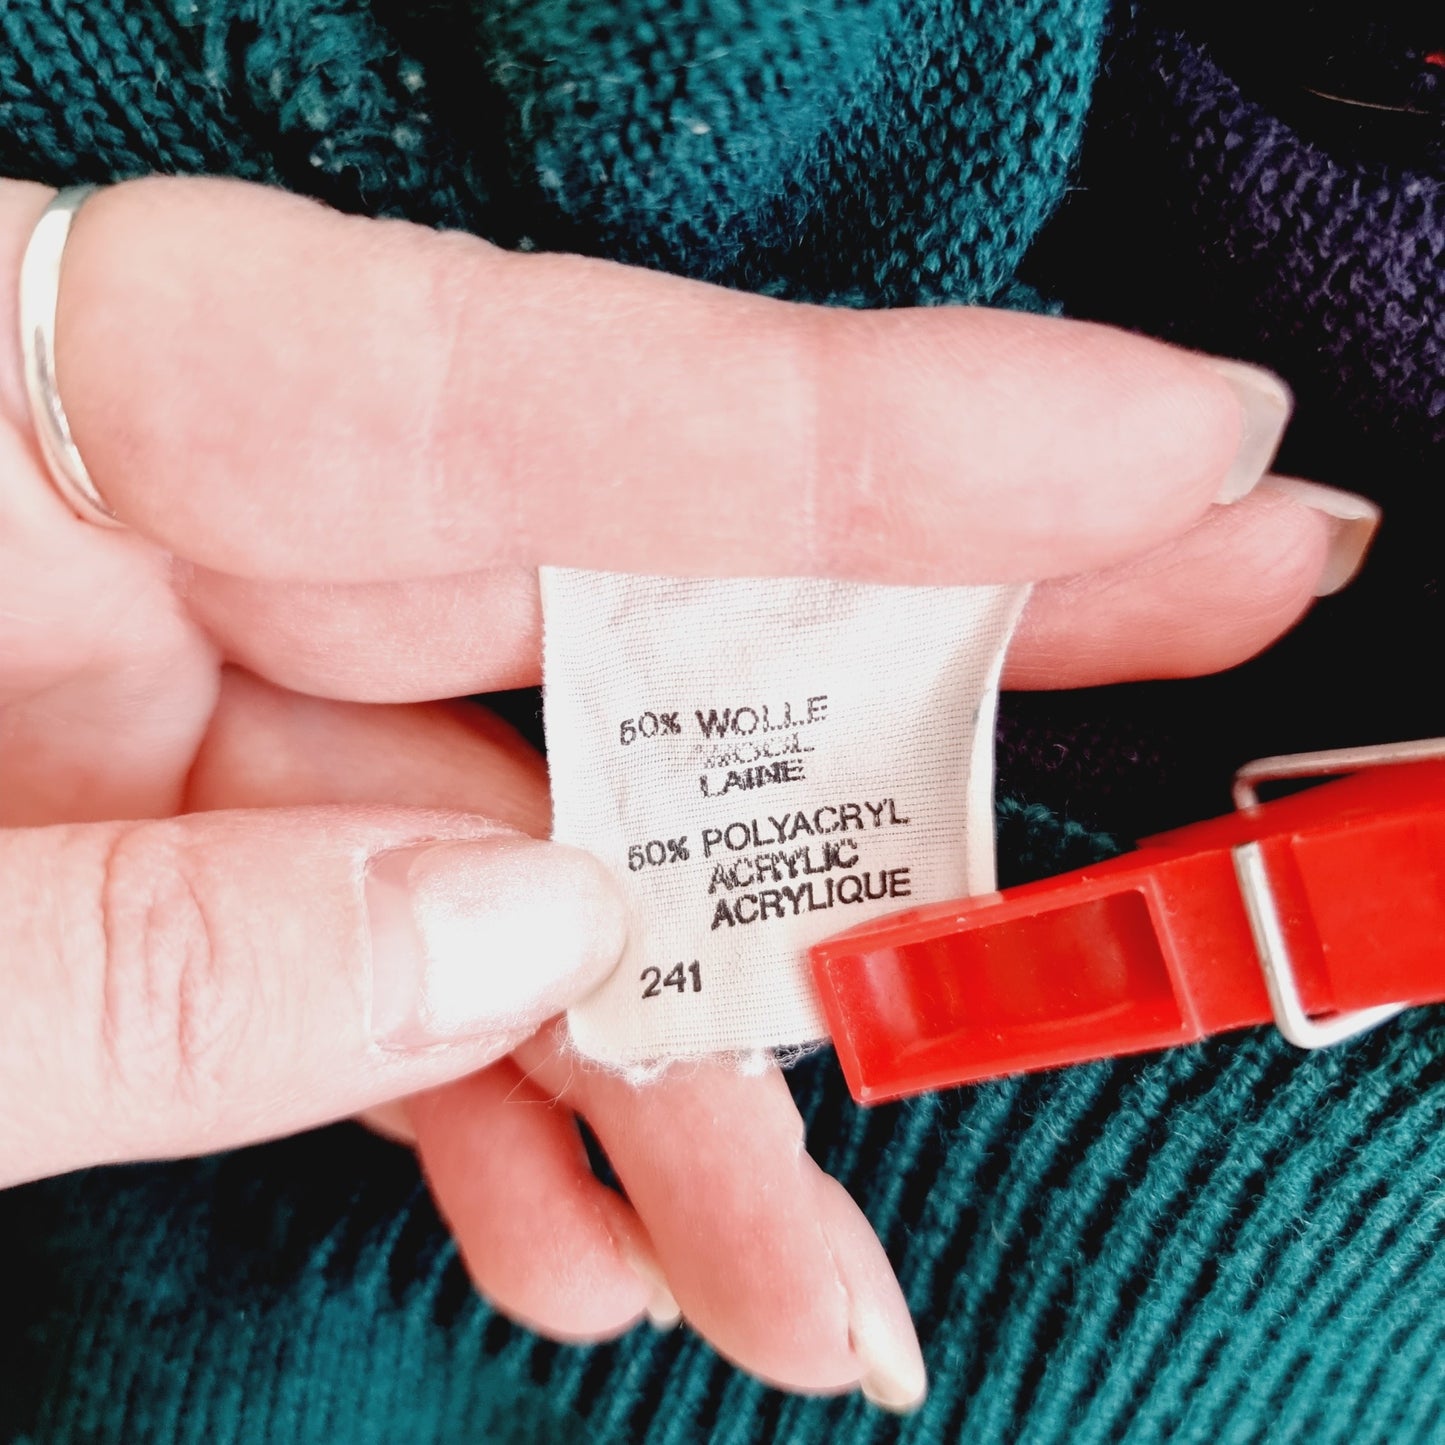 50% WOLLE
WOOL
LAINE
50% POLYACRYL
ACRYLIC
ACRYLIQUE
241